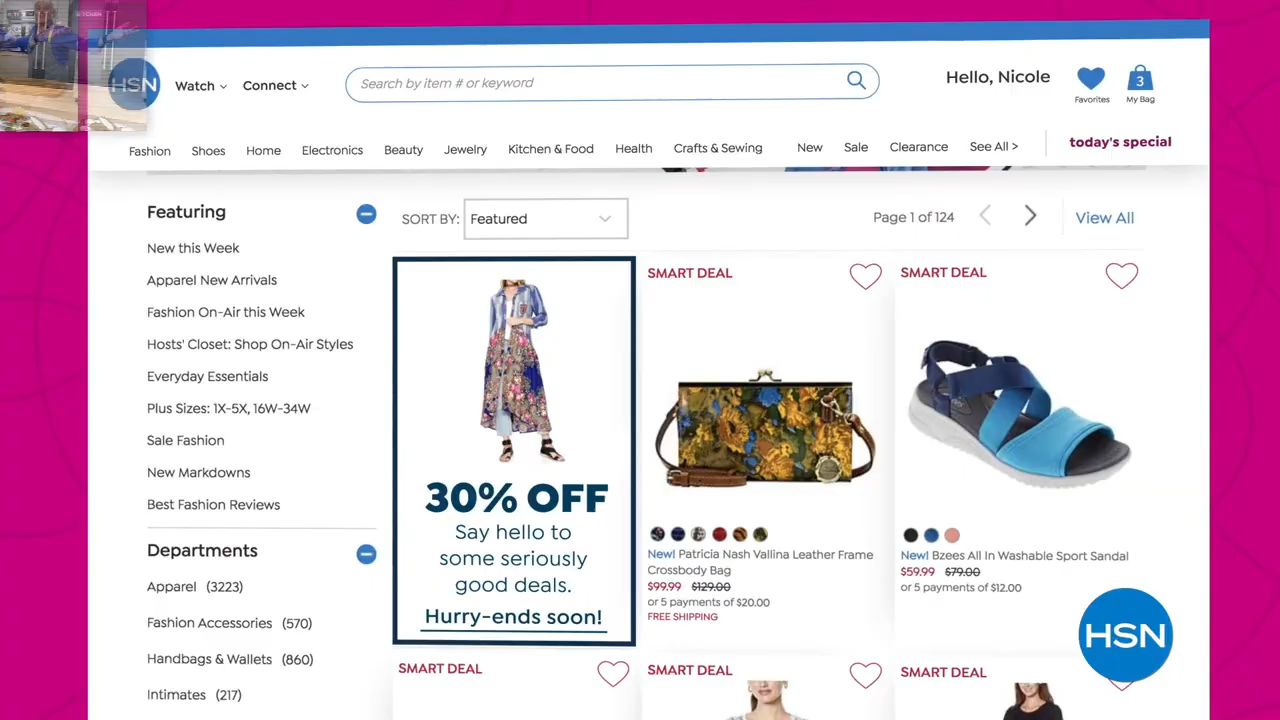 KITCHEN
HSN
Watch
Connect
Search by item # or keyword
Hello, Nicole
Favorites
3
My Bag
Fashion
Shoes
Home
Electronics
Beauty
Jewelry
Kitchen & Food
Health
Crafts & Sewing
New
Sale
Clearance
See All >
today's special
Featuring
New this Week
Apparel New Arrivals
Fashion On-Air this Week
Hosts' Closet: Shop On-Air Styles
Everyday Essentials
Plus Sizes: 1X-5X, 16W-34W
Sale Fashion
New Markdowns
Best Fashion Reviews
Departments
Apparel (3223)
Fashion Accessories (570)
Handbags & Wallets (860)
Intimates (217)
SORT BY: Featured
Page 1 of 124
View All
30% OFF
Say hello to
some seriously
good deals.
Hurry-ends soon!
SMART DEAL
New! Patricia Nash Vallina Leather Frame
Crossbody Bag
$99.99 $129.00
or 5 payments of $20.00
FREE SHIPPING
SMART DEAL
New! Bzees All In Washable Sport Sandal
$59.99 $79.00
or 5 payments of $12.00
HSN
SMART DEAL
SMART DEAL
SMART DEAL